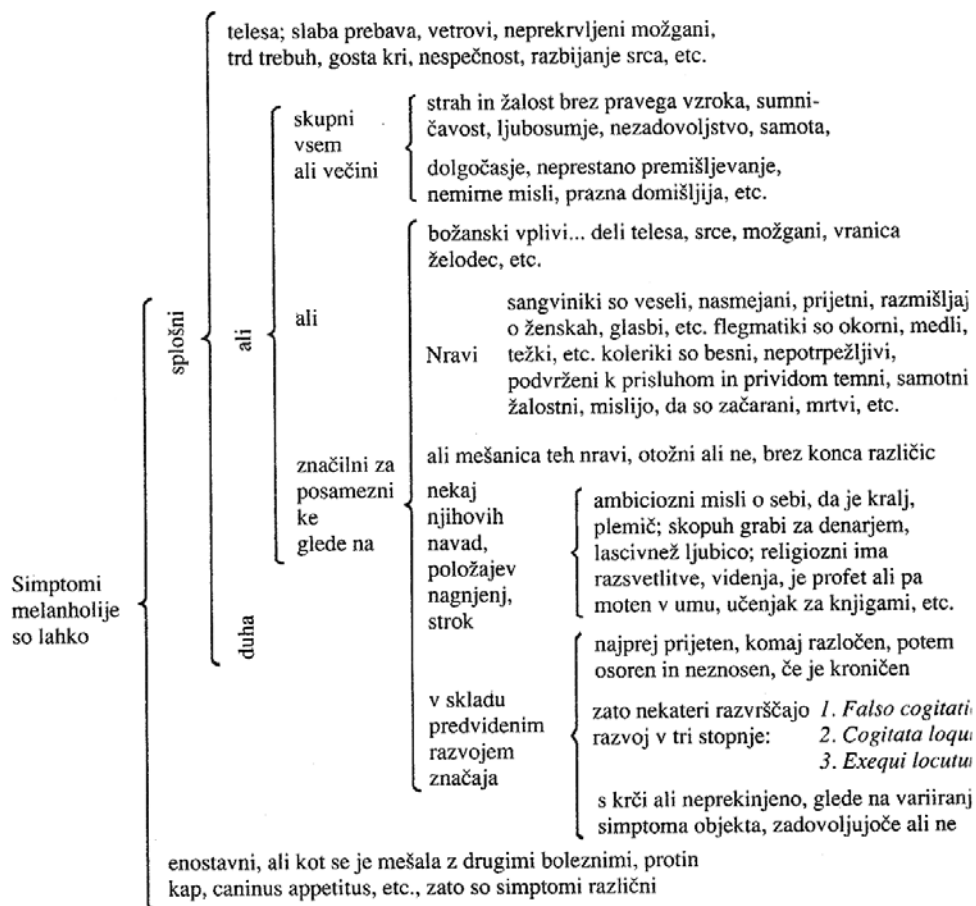 telesa; slaba prebava, vetrovi, neprekrvljeni možgani,
trd trebuh, gosta kri, nespečnost, razbijanje srca, etc.
skupni
vsem
ali večini
strah in žalost brez pravega vzroka, sumni-
čavost, ljubosumje, nezadovoljstvo, samota,
dolgočasje, neprestano premišljevanje,
nemirne misli, prazna domišljija, etc.
božanski vplivi... deli telesa, srce, možgani, vranica
želodec, etc.
splošni
ali
ali
Nravi
sangviniki so veseli, nasmejani, prijetni, razmišljaj
o ženskah, glasbi, etc. flegmatiki so okorni, medli,
težki, etc. koleriki so besni, nepotrpežljivi,
podvrženi k prisluhom in prividom temni, samotni
žalostni, mislijo, da so začarani, mrtvi, etc.
ali mešanica teh nravi, otožni ali ne, brez konca različic
značilni za
posamezni
ke
glede na
nekaj
njihovih
navad,
položajev
nagnjenj,
strok
ambiciozni misli o sebi, da je kralj,
plemič; skopuh grabi za denarjem,
lascivnež ljubico; religiozni ima
razsvetlitve, videnja, je profet ali pa
moten v umu, učenjak za knjigami, etc.
Simptomi
melanholije
so lahko
duha
v skladu
predvidenim
razvojem
značaja
najprej prijeten, komaj razločen, potem
osoren in neznosen, če je kroničen
zato nekateri razvrščajo 1. Falso cogitati
razvoj v tri stopnje: 2. Cogitata loqu
3. Exequi locutu
s krči ali neprekinjeno, glede na variiranj
simptoma objekta, zadovoljujoče ali ne
enostavni, ali kot se je mešala z drugimi boleznimi, protin
kap, caninus appetitus, etc., zato so simptomi različni